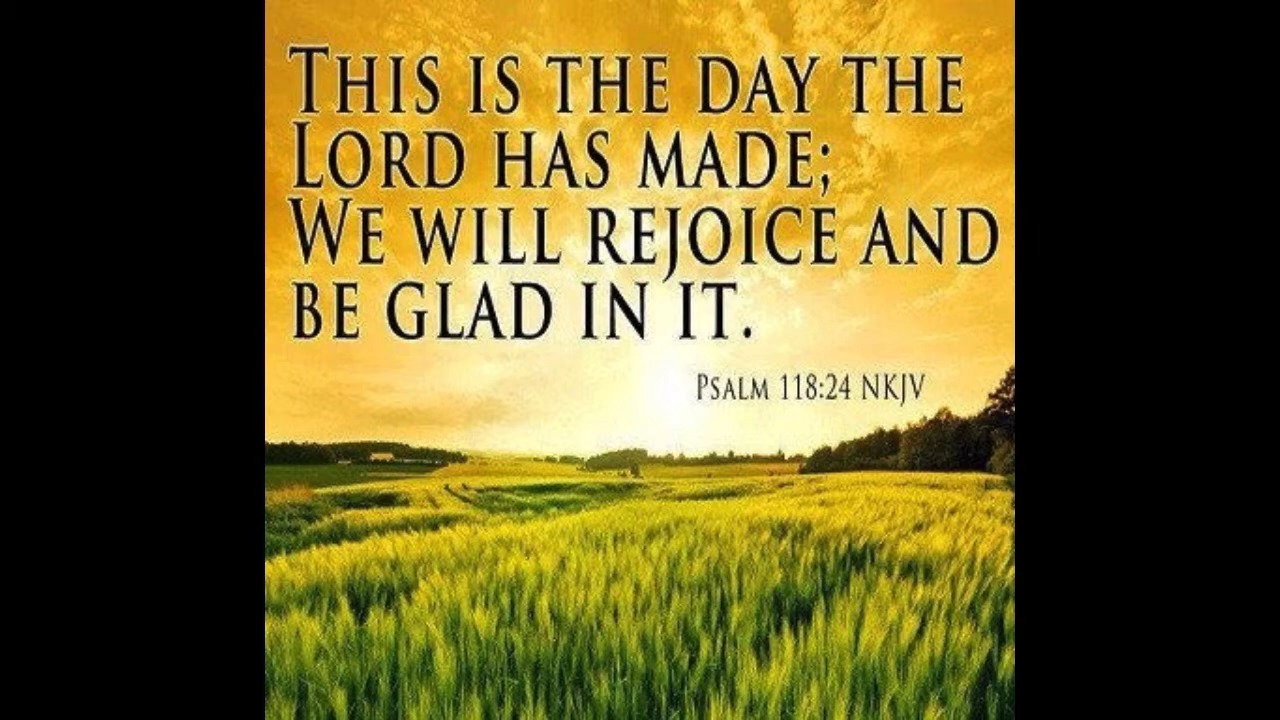 This is the day the
Lord has made;
We will rejoice and
be glad in it.
Psalm 118:24 NKJV